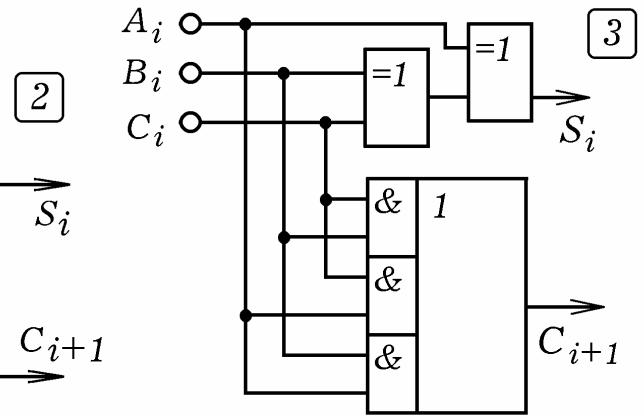 A_i
B_i
C_i
=1
=1
3
2
S_i
S_i
&
1
&
&
C_{i+1}
C_{i+1}